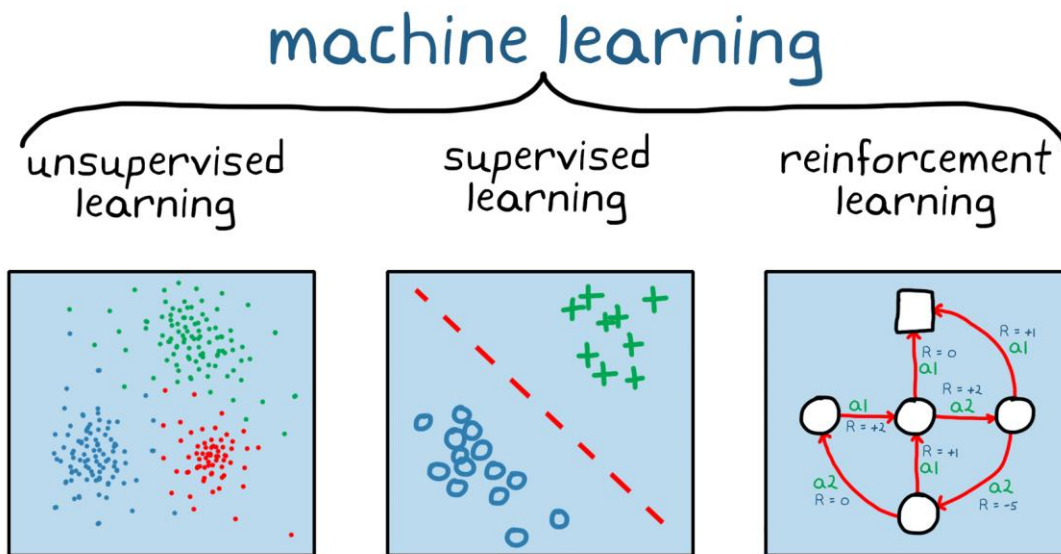 machine learning
unsupervised
learning
supervised
learning
reinforcement
learning
R = +1
a1
R = 0
a1
R = +2
a2
a1
R = +2
R = +1
a1
a2
R = 0
a2
R = -5